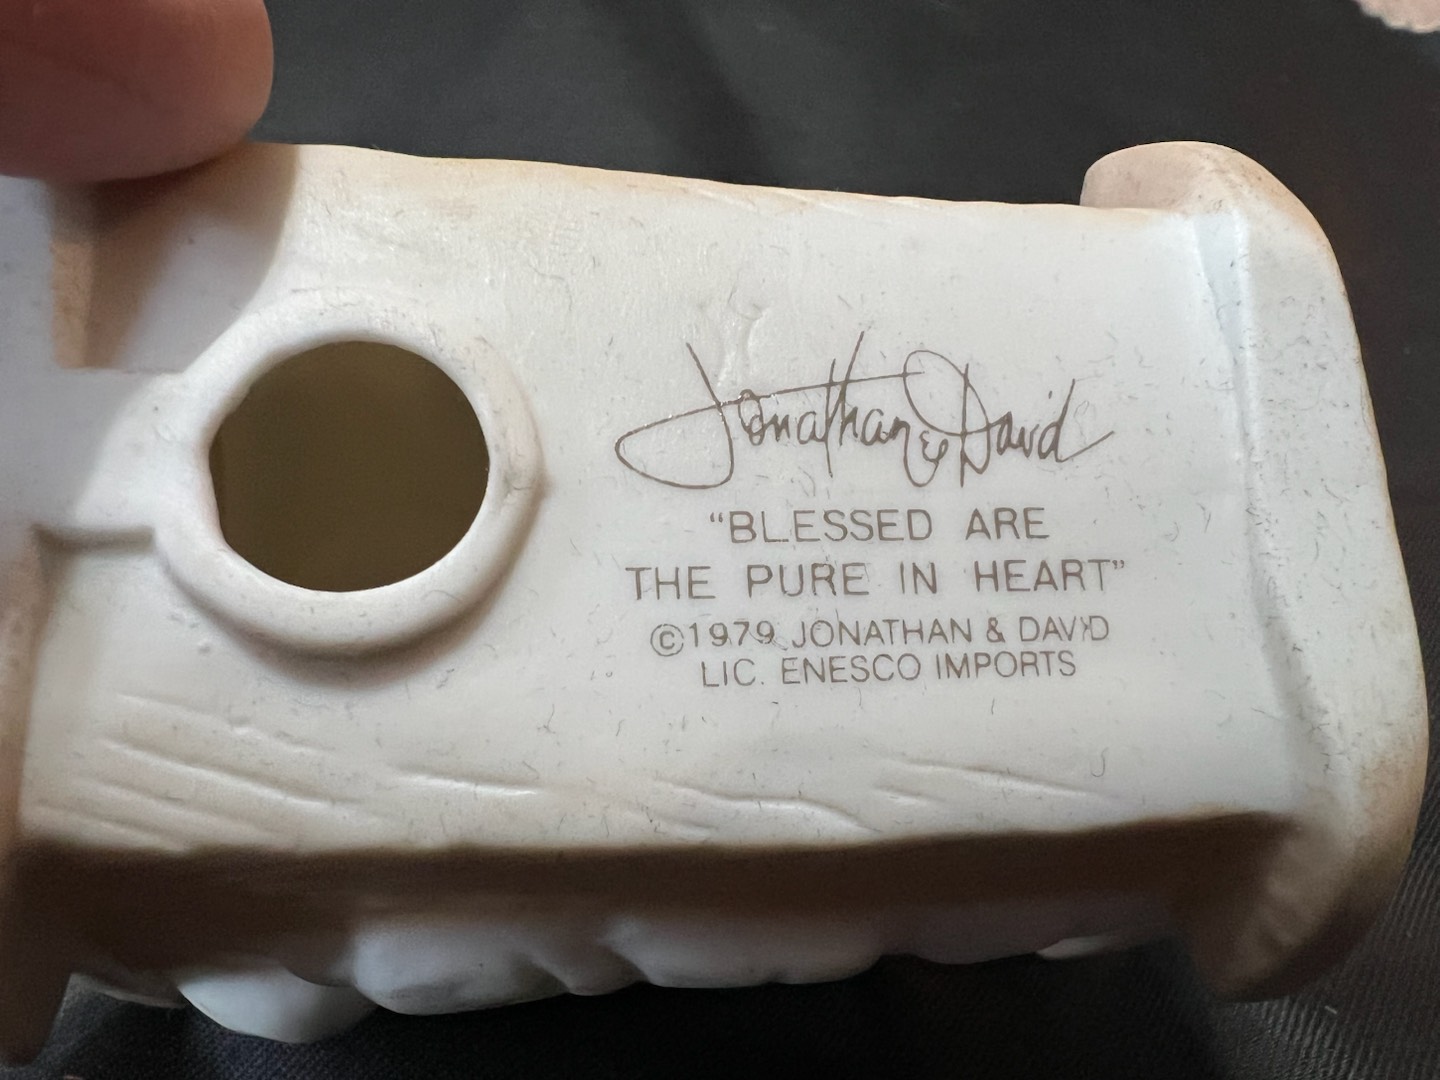 Jonathan & David
“BLESSED ARE
THE PURE IN HEART”
©1979 JONATHAN & DAVID
LIC. ENESCO IMPORTS